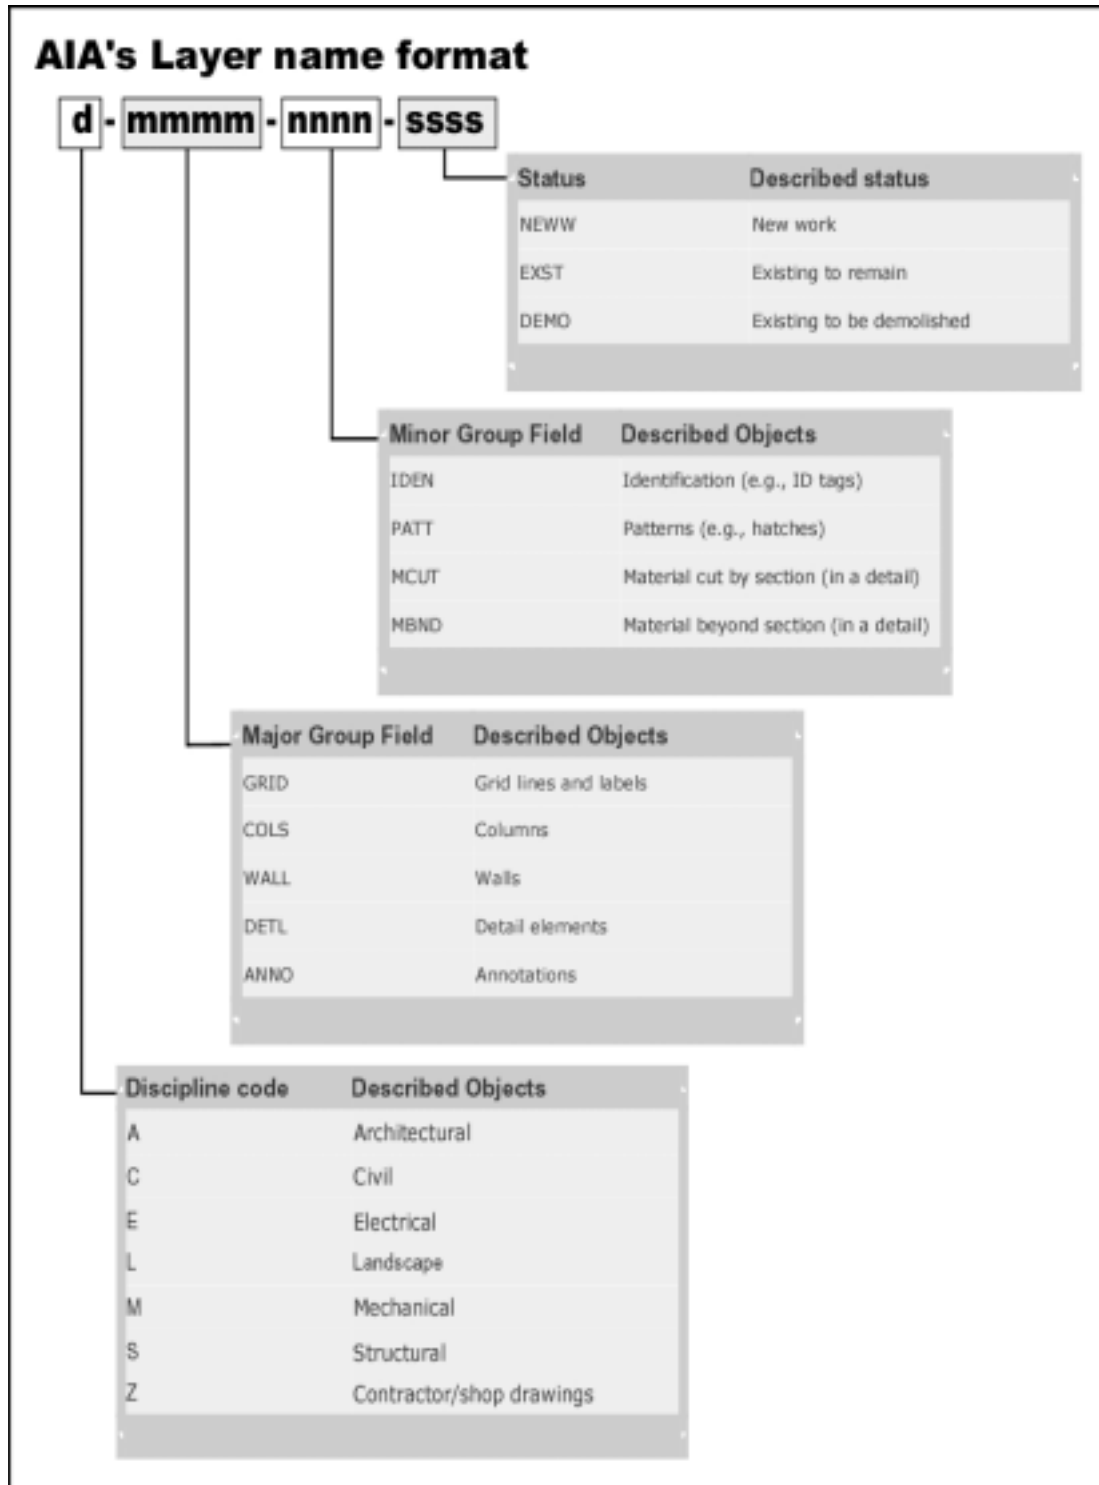 AIA's Layer name format
d - mmmm - nnnn - ssss
Status Described status
NEWW New work
EXST Existing to remain
DEMO Existing to be demolished
Minor Group Field Described Objects
IDEN Identification (e.g., ID tags)
PATT Patterns (e.g., hatches)
MCUT Material cut by section (in a detail)
MBND Material beyond section (in a detail)
Major Group Field Described Objects
GRID Grid lines and labels
COLS Columns
WALL Walls
DETL Detail elements
ANNO Annotations
Discipline code Described Objects
A Architectural
C Civil
E Electrical
L Landscape
M Mechanical
S Structural
Z Contractor/shop drawings